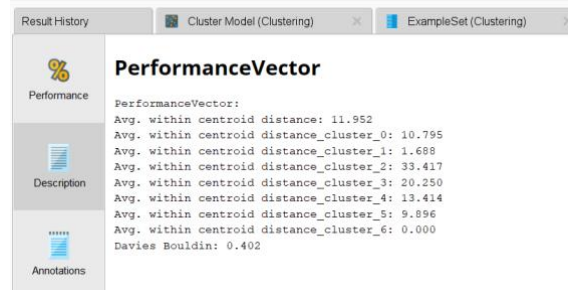 Result History
Cluster Model (Clustering)
ExampleSet (Clustering)
%
Performance
Description
Annotations
PerformanceVector
PerformanceVector:
Avg. within centroid distance: 11.952
Avg. within centroid distance_cluster_0: 10.795
Avg. within centroid distance_cluster_1: 1.688
Avg. within centroid distance_cluster_2: 33.417
Avg. within centroid distance_cluster_3: 20.250
Avg. within centroid distance_cluster_4: 13.414
Avg. within centroid distance_cluster_5: 9.896
Avg. within centroid distance_cluster_6: 0.000
Davies Bouldin: 0.402